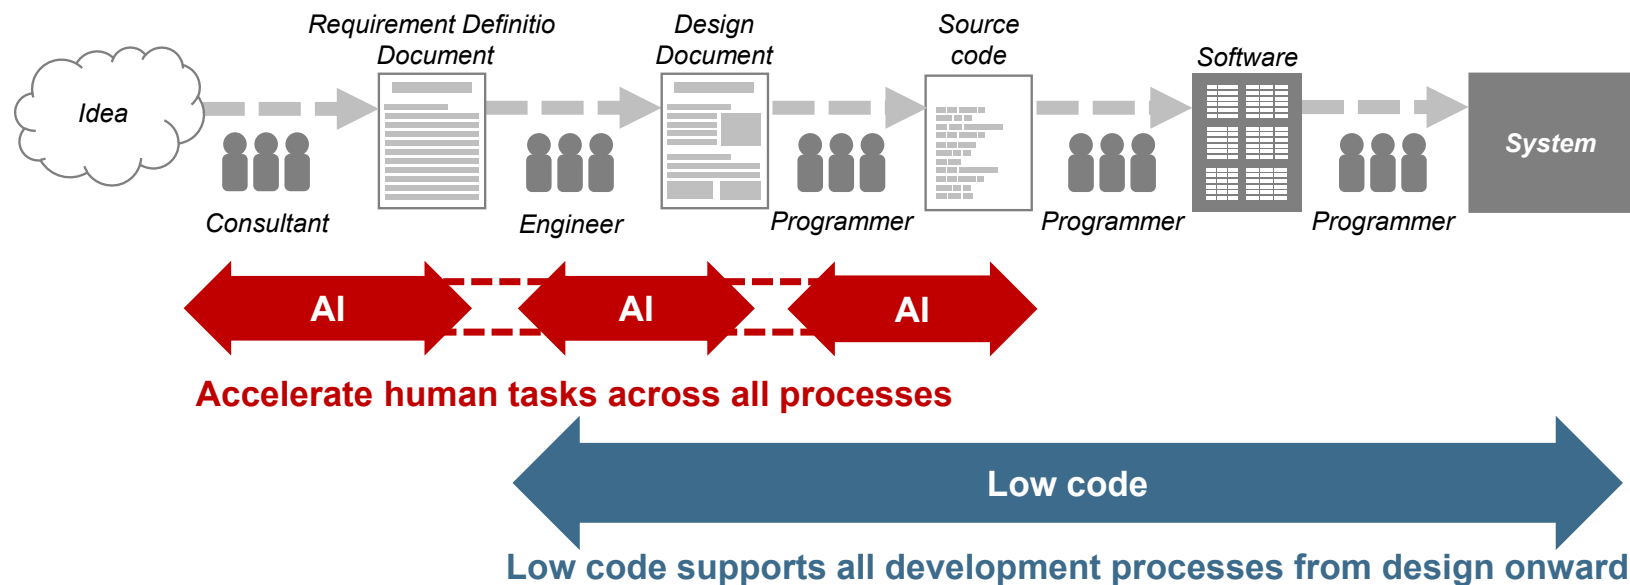 Requirement Definitio
Document
Design
Document
Source
code
Software
Idea
System
Consultant
Engineer
Programmer
Programmer
Programmer
AI
AI
AI
Accelerate human tasks across all processes
Low code
Low code supports all development processes from design onward